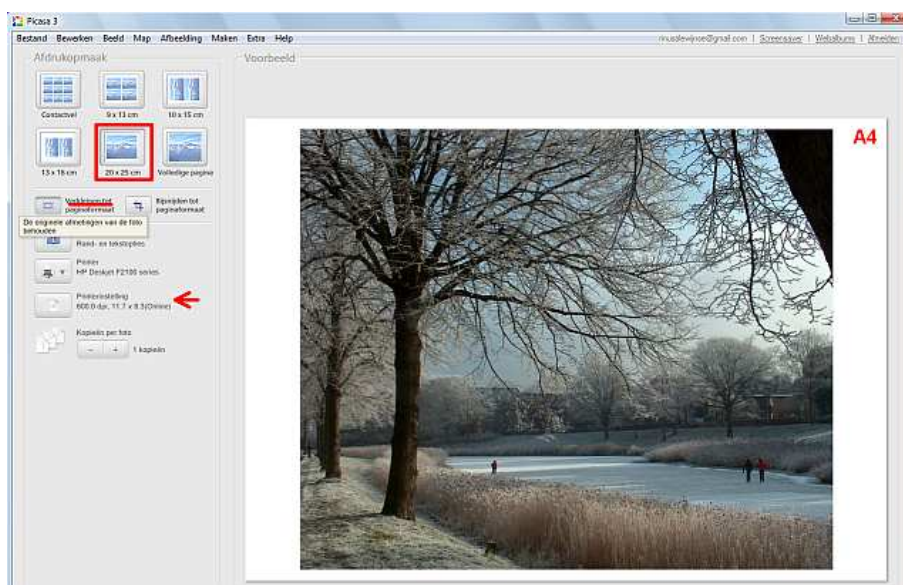 Picasa 3
Bestand Bewerken Beeld Map Afbeelding Maken Extra Help
Screensaver | Webalbums | Afmelden
Afdrukopmaak
Voorbeeld
Contactvel 9 x 13 cm 10 x 15 cm
A4
13 x 18 cm 20 x 25 cm Volledige pagina
Verkleinen tot Bijsnijden tot
paginaformaat paginaformaat
De originele afmetingen van de foto
behouden
Rand- en tekstopties
Printer
HP Deskjet F2100 series
Printerinstelling
600.0 dpi, 11.7 x 8.3(Online)
Kopieën per foto
- + 1 kopieën